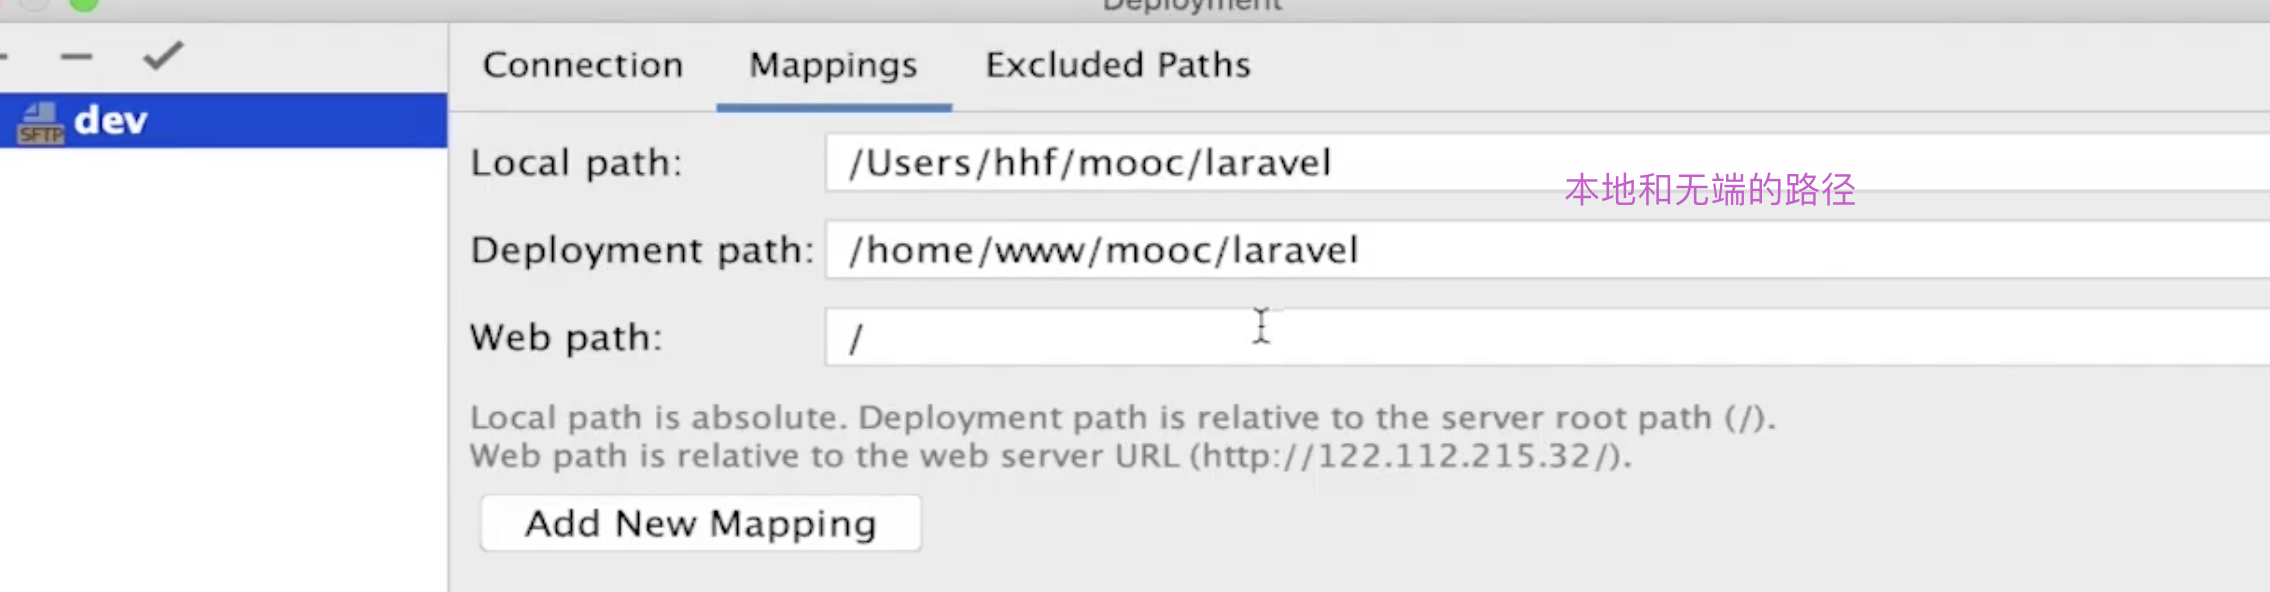 Deployment
Connection Mappings Excluded Paths
SFTP dev
Local path: /Users/hhf/mooc/laravel
本地和无端的路径
Deployment path: /home/www/mooc/laravel
Web path: /
Local path is absolute. Deployment path is relative to the server root path (/).
Web path is relative to the web server URL (http://122.112.215.32/).
Add New Mapping